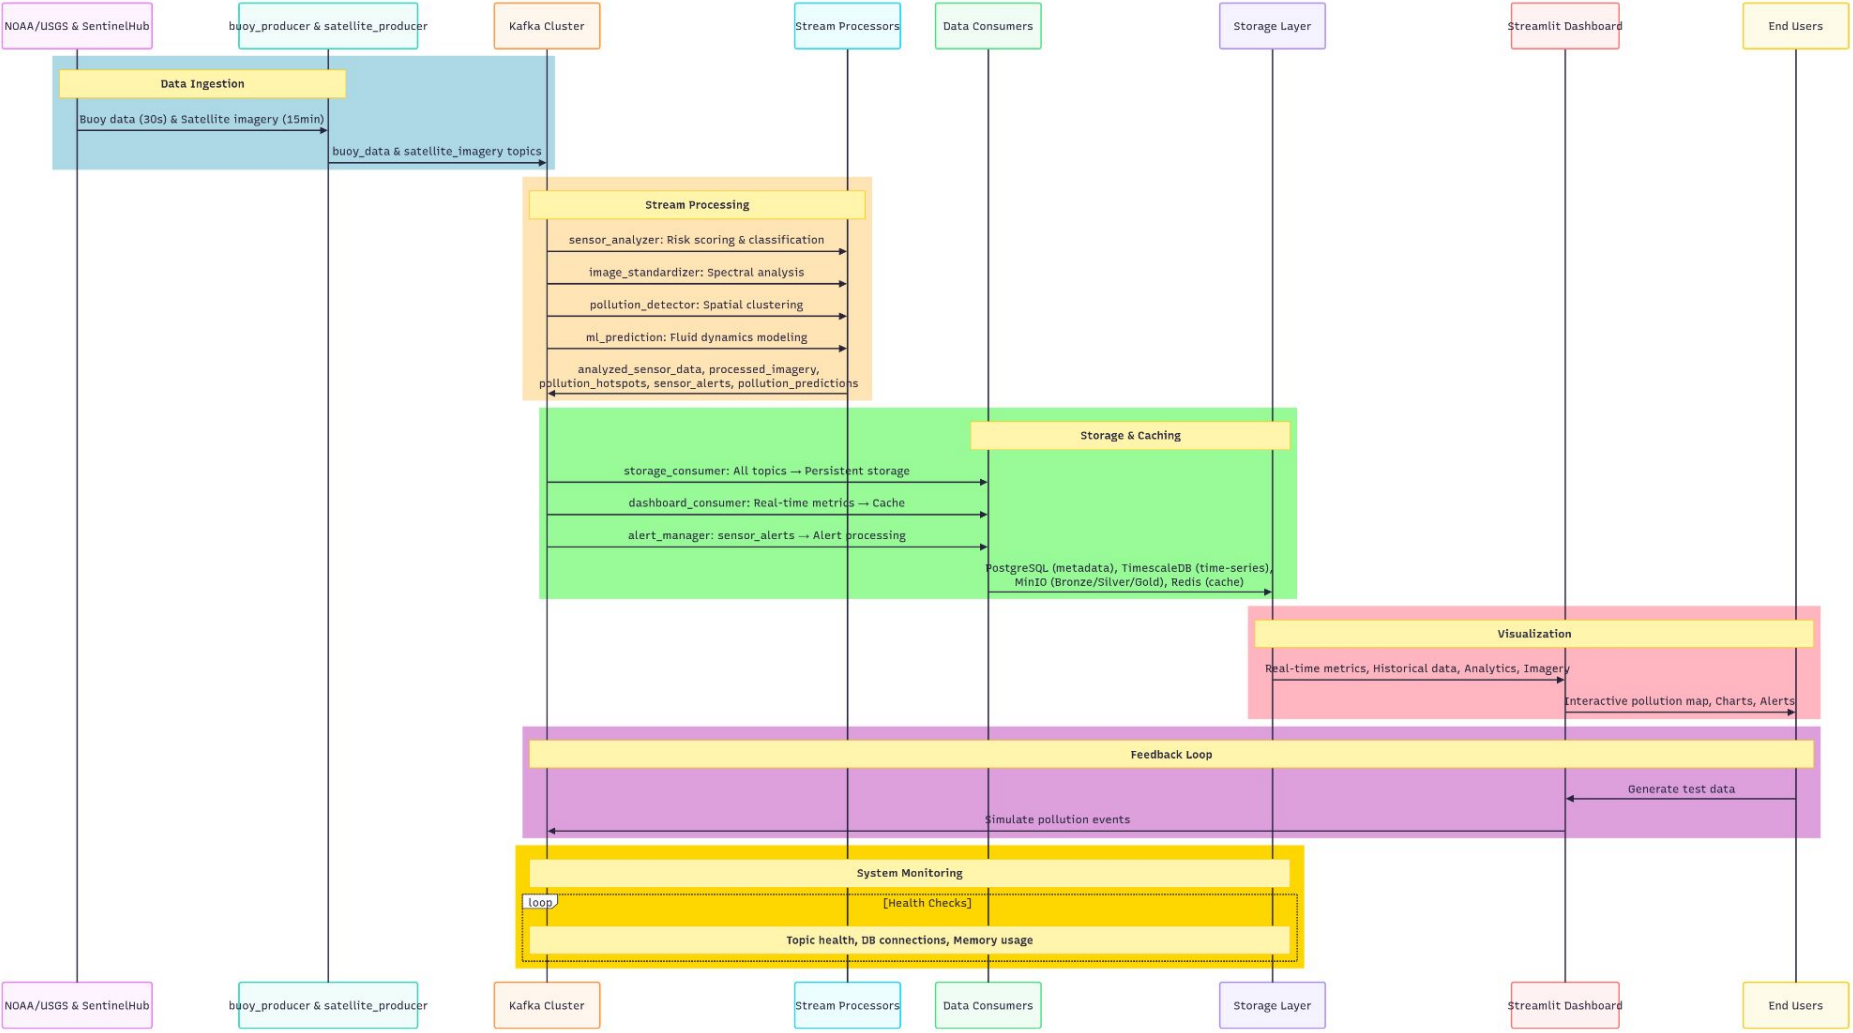 NOAA/USGS & SentinelHub
buoy_producer & satellite_producer
Kafka Cluster
Stream Processors
Data Consumers
Storage Layer
Streamlit Dashboard
End Users
Data Ingestion
Buoy data (30s) & Satellite imagery (15min)
buoy_data & satellite_imagery topics
Stream Processing
sensor_analyzer: Risk scoring & classification
image_standardizer: Spectral analysis
pollution_detector: Spatial clustering
ml_prediction: Fluid dynamics modeling
analyzed_sensor_data, processed_imagery,
pollution_hotspots, sensor_alerts, pollution_predictions
Storage & Caching
storage_consumer: All topics → Persistent storage
dashboard_consumer: Real-time metrics → Cache
alert_manager: sensor_alerts → Alert processing
PostgreSQL (metadata), TimescaleDB (time-series),
MinIO (Bronze/Silver/Gold), Redis (cache)
Visualization
Real-time metrics, Historical data, Analytics, Imagery
Interactive pollution map, Charts, Alerts
Feedback Loop
Generate test data
Simulate pollution events
System Monitoring
loop
[Health Checks]
Topic health, DB connections, Memory usage
NOAA/USGS & SentinelHub
buoy_producer & satellite_producer
Kafka Cluster
Stream Processors
Data Consumers
Storage Layer
Streamlit Dashboard
End Users